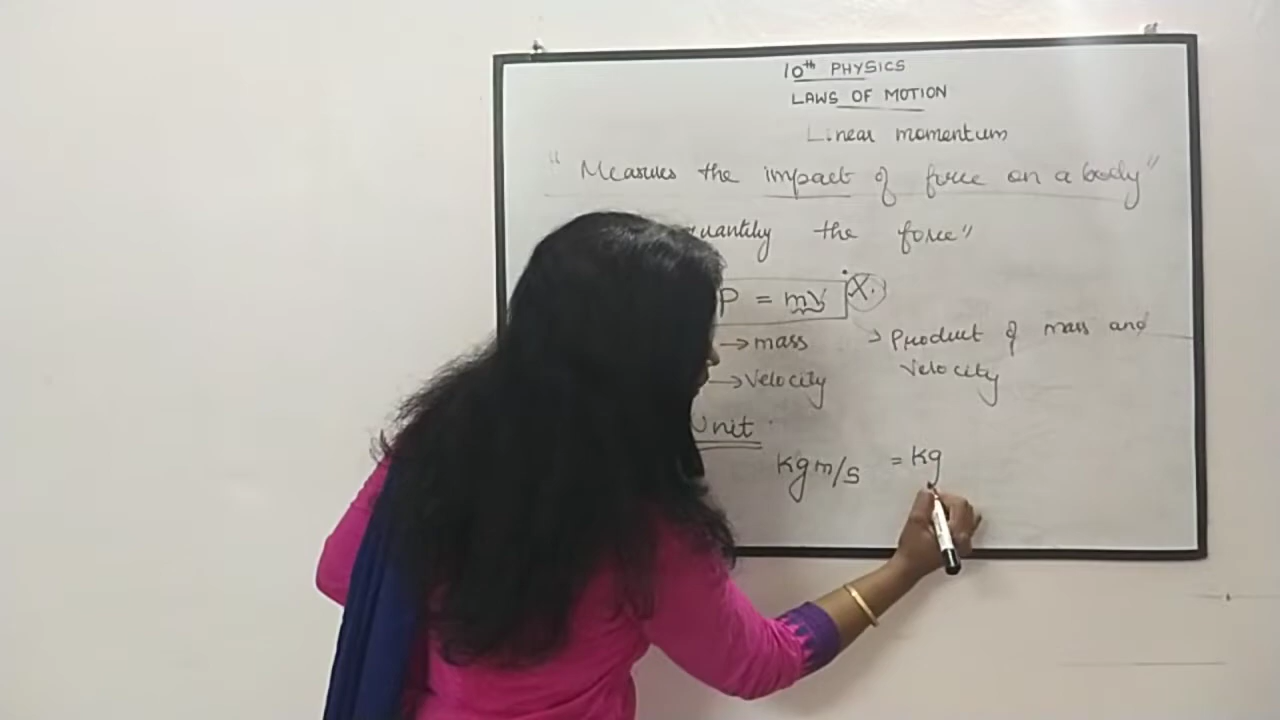 10th PHYSICS
LAWS OF MOTION
Linear momentum
"Measures the impact of force on a body"
quantity the force"
P = mV X.
→ mass → Product of mass and
→ Velocity Velocity
Unit
Kgm/s = Kg